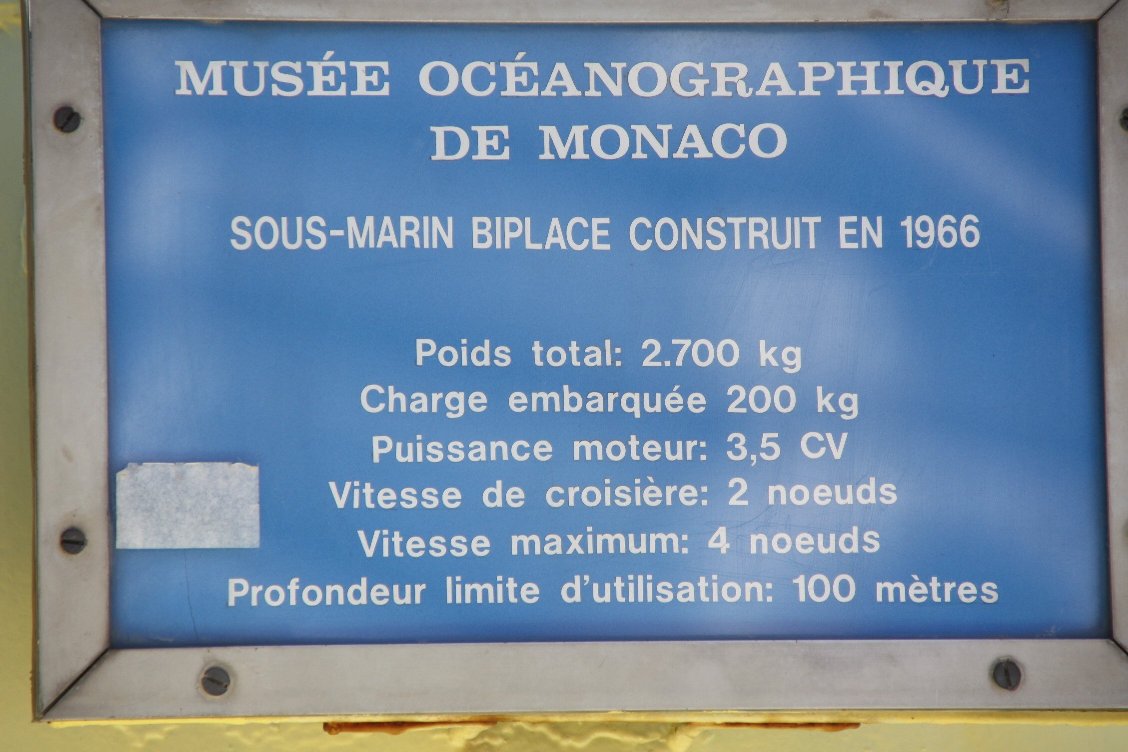 MUSÉE OCÉANOGRAPHIQUE
DE MONACO
SOUS-MARIN BIPLACE CONSTRUIT EN 1966
Poids total: 2.700 kg
Charge embarquée 200 kg
Puissance moteur: 3,5 CV
Vitesse de croisière: 2 noeuds
Vitesse maximum: 4 noeuds
Profondeur limite d'utilisation: 100 mètres